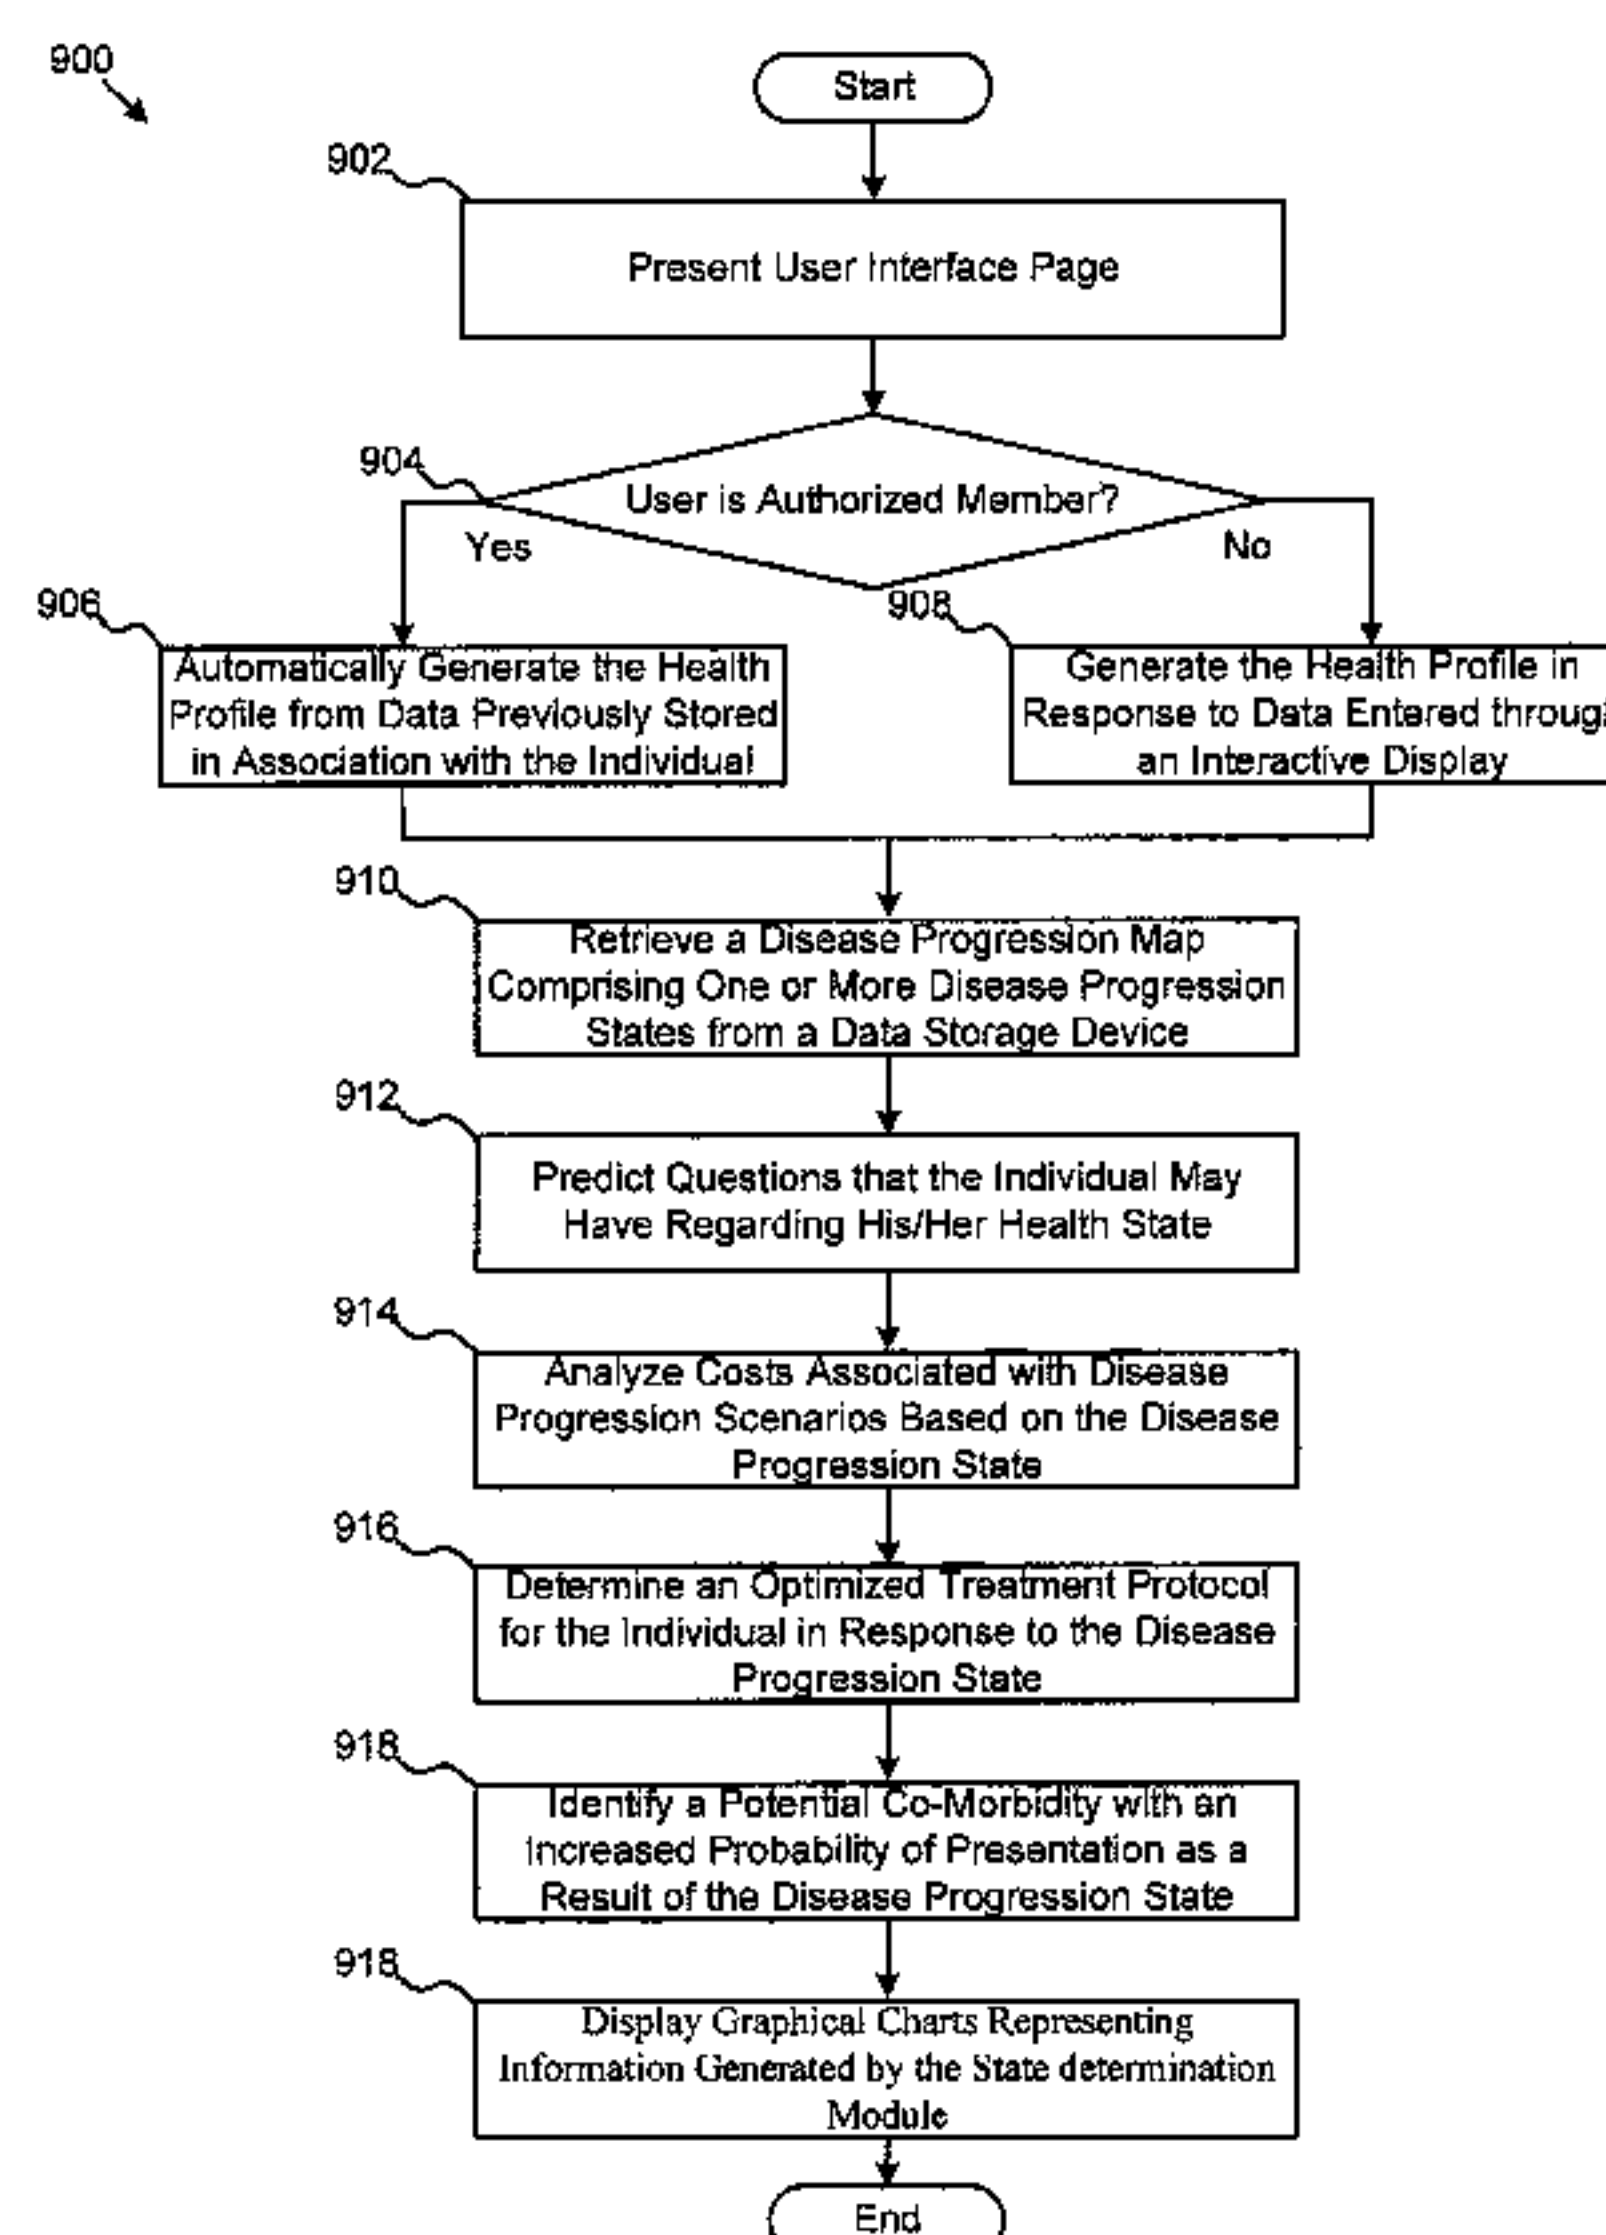 900
Start
902
Present User Interface Page
904
User is Authorized Member?
Yes
No
906
Automatically Generate the Health
Profile from Data Previously Stored
in Association with the Individual
908
Generate the Health Profile in
Response to Data Entered through
an Interactive Display
910
Retrieve a Disease Progression Map
Comprising One or More Disease Progression
States from a Data Storage Device
912
Predict Questions that the Individual May
Have Regarding His/Her Health State
914
Analyze Costs Associated with Disease
Progression Scenarios Based on the Disease
Progression State
916
Determine an Optimized Treatment Protocol
for the Individual in Response to the Disease
Progression State
918
Identify a Potential Co-Morbidity with an
Increased Probability of Presentation as a
Result of the Disease Progression State
918
Display Graphical Charts Representing
Information Generated by the State determination
Module
End